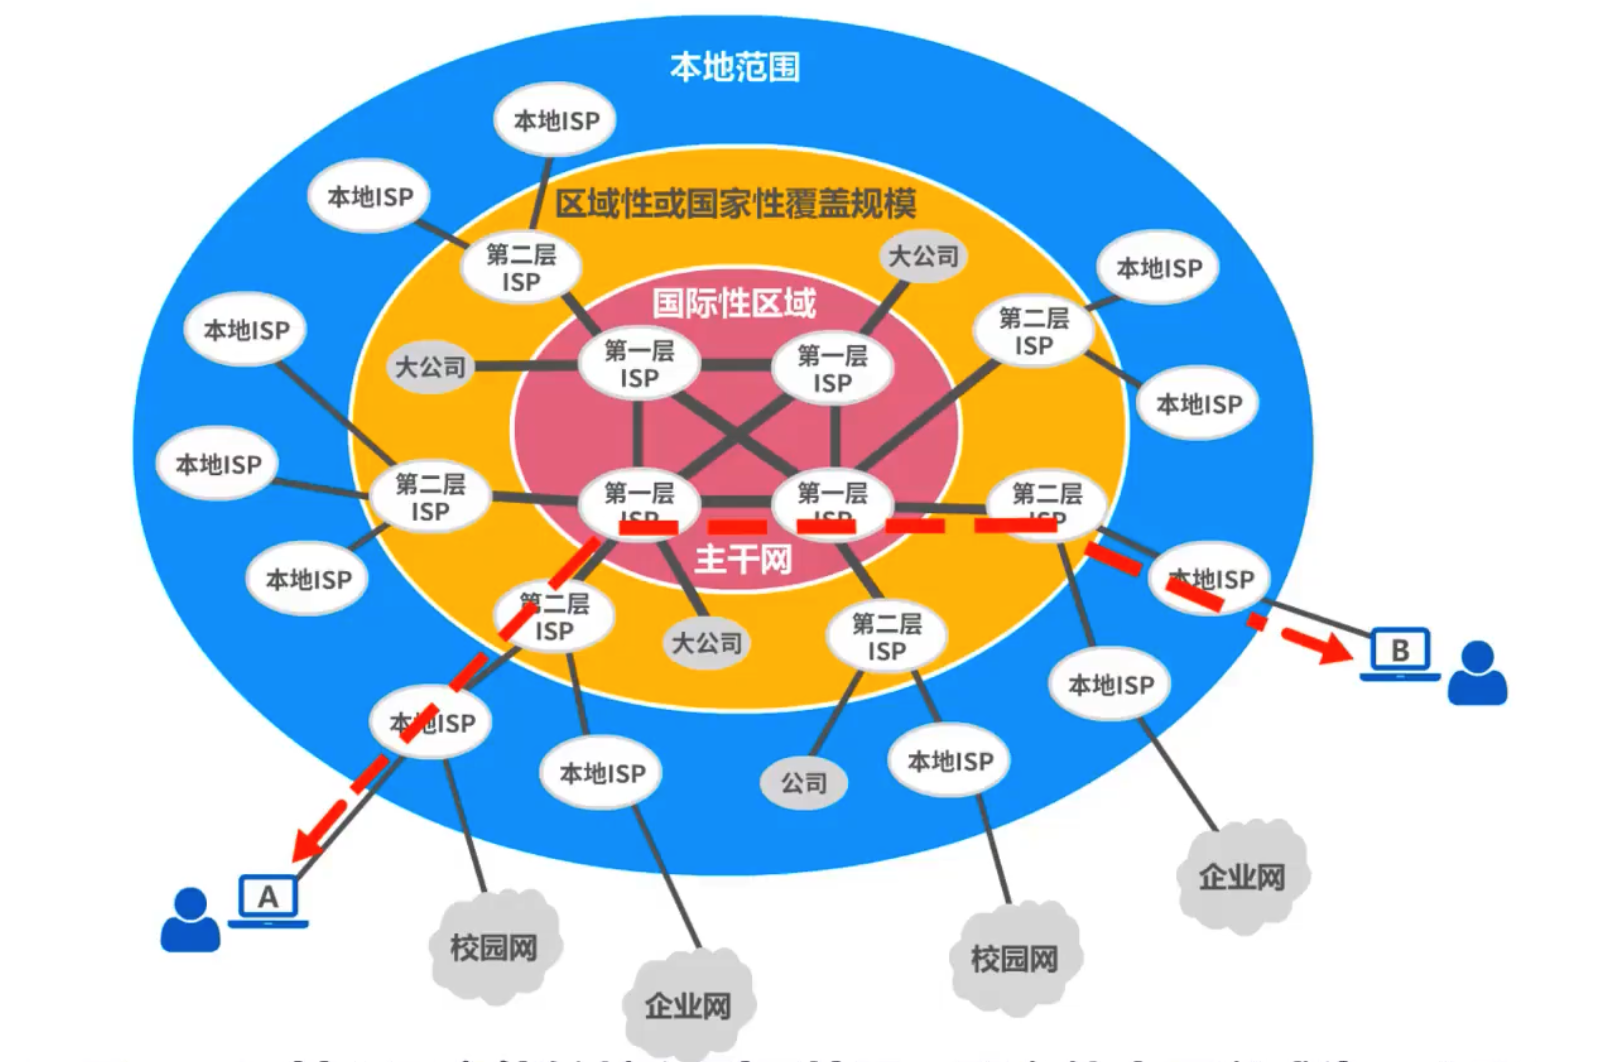 本地范围
本地ISP
本地ISP
区域性或国家性覆盖规模
第二层
ISP
大公司
本地ISP
国际性区域
第二层
ISP
本地ISP
第一层
ISP
第一层
ISP
大公司
本地ISP
本地ISP
第二层
ISP
第一层
ISP
第一层
ISP
第二层
ISP
主干网
本地ISP
本地ISP
第二层
ISP
大公司
第二层
ISP
B
本地ISP
本地ISP
本地ISP
公司
本地ISP
A
企业网
校园网
校园网
企业网